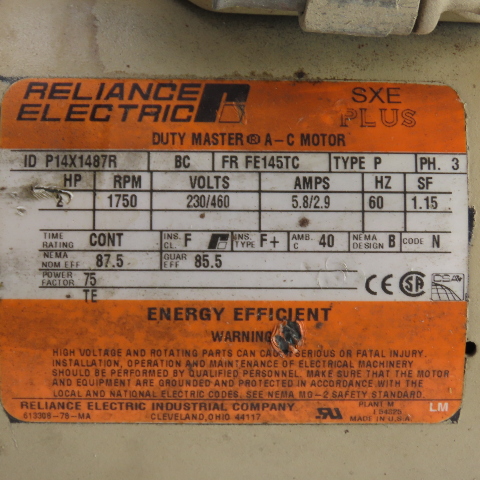 RELIANCE
ELECTRIC
SXE
PLUS
DUTY MASTER® A-C MOTOR
ID P14X1487R BC FR FE145TC TYPE P PH. 3
HP RPM VOLTS AMPS HZ SF
2 1750 230/460 5.8/2.9 60 1.15
TIME RATING CONT INS. CL. F INS. TYPE F+ AMB. C 40 NEMA DESIGN B CODE N
NEMA NOM EFF 87.5 GUAR EFF 85.5
POWER FACTOR 75
TE
CE SA
ENERGY EFFICIENT
WARNING
HIGH VOLTAGE AND ROTATING PARTS CAN CAUSE SERIOUS OR FATAL INJURY.
INSTALLATION, OPERATION AND MAINTENANCE OF ELECTRICAL MACHINERY
SHOULD BE PERFORMED BY QUALIFIED PERSONNEL. MAKE SURE THAT THE MOTOR
AND EQUIPMENT ARE GROUNDED AND PROTECTED IN ACCORDANCE WITH THE
LOCAL AND NATIONAL ELECTRIC CODES. SEE NEMA MG-2 SAFETY STANDARD.
RELIANCE ELECTRIC INDUSTRIAL COMPANY
CLEVELAND, OHIO 44117
PLANT M
MADE IN U.S.A.
LM